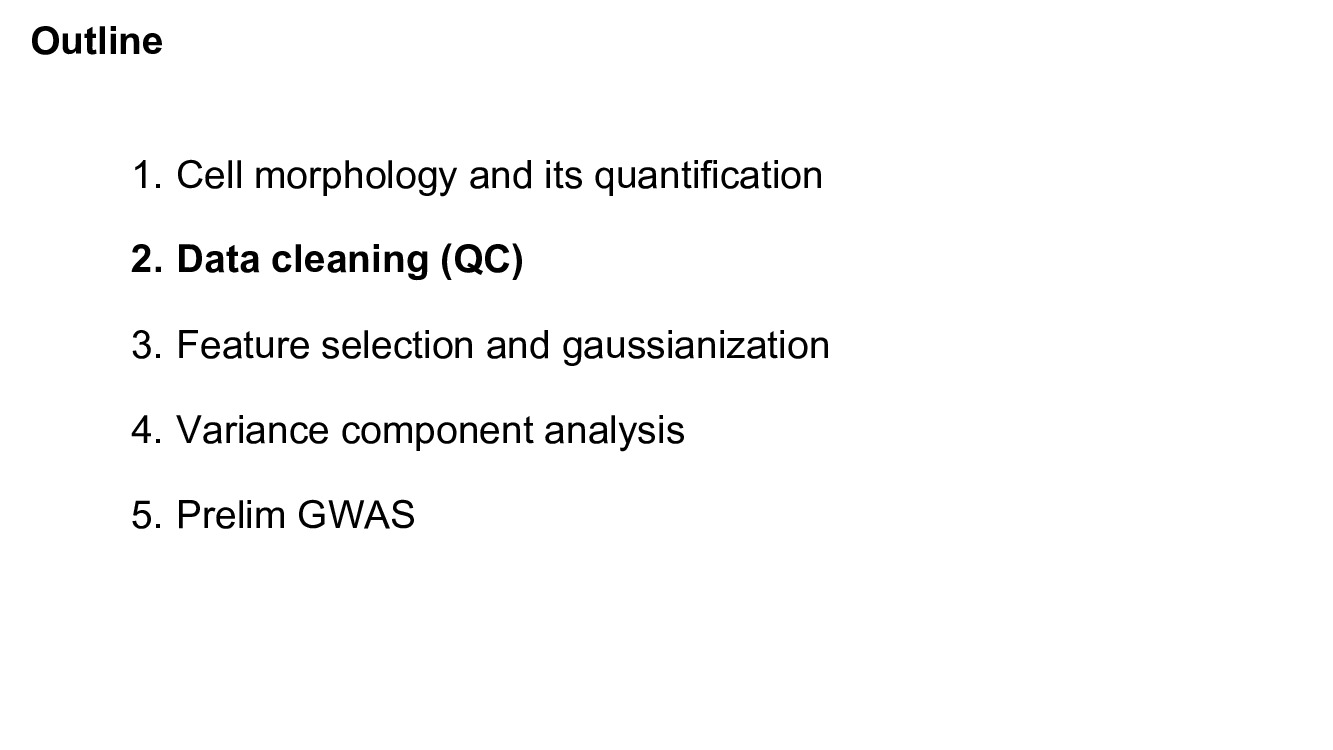 Outline
1. Cell morphology and its quantification
2. Data cleaning (QC)
3. Feature selection and gaussianization
4. Variance component analysis
5. Prelim GWAS